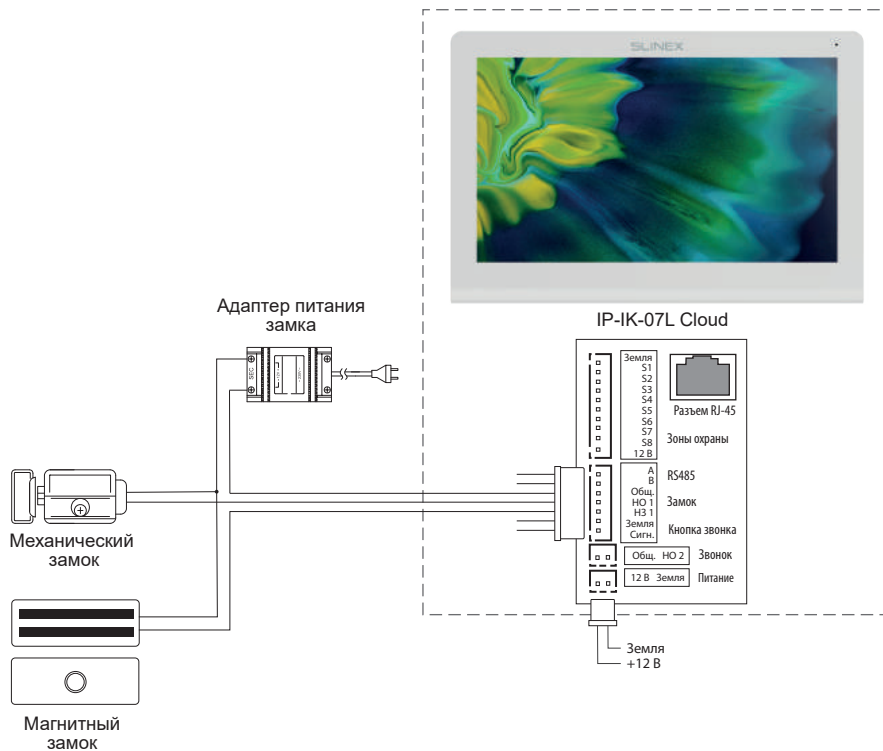 SLINEX
IP-IK-07L Cloud
Адаптер питания
замка
SEC
Земля
S1
S2
S3
S4
S5
S6
S7
S8
12 В
Разъем RJ-45
Зоны охраны
A
B
Общ.
НО 1
НЗ 1
Земля
Сигн.
RS485
Замок
Кнопка звонка
Общ. НО 2
Звонок
12 В Земля
Питание
Механический
замок
Земля
+12 В
Магнитный
замок